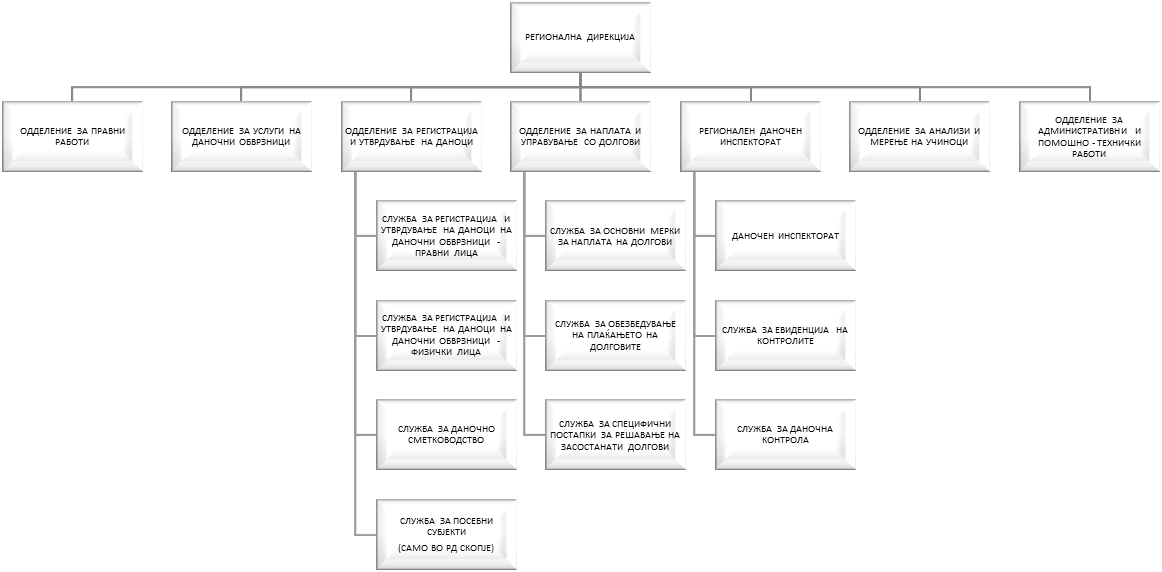 РЕГИОНАЛНА ДИРЕКЦИЈА
ОДДЕЛЕНИЕ ЗА ПРАВНИ
РАБОТИ
ОДДЕЛЕНИЕ ЗА УСЛУГИ НА
ДАНОЧНИ ОБВРЗНИЦИ
ОДДЕЛЕНИЕ ЗА РЕГИСТРАЦИЈА
И УТВРДУВАЊЕ НА ДАНОЦИ
ОДДЕЛЕНИЕ ЗА НАПЛАТА И
УПРАВУВАЊЕ СО ДОЛГОВИ
РЕГИОНАЛЕН ДАНОЧЕН
ИНСПЕКТОРАТ
ОДДЕЛЕНИЕ ЗА АНАЛИЗИ И
МЕРЕЊЕ НА УЧИНОЦИ
ОДДЕЛЕНИЕ ЗА
АДМИНИСТРАТИВНИ И
ПОМОШНО - ТЕХНИЧКИ
РАБОТИ
СЛУЖБА ЗА РЕГИСТРАЦИЈА И
УТВРДУВАЊЕ НА ДАНОЦИ НА
ДАНОЧНИ ОБВРЗНИЦИ -
ПРАВНИ ЛИЦА
СЛУЖБА ЗА РЕГИСТРАЦИЈА И
УТВРДУВАЊЕ НА ДАНОЦИ НА
ДАНОЧНИ ОБВРЗНИЦИ -
ФИЗИЧКИ ЛИЦА
СЛУЖБА ЗА ДАНОЧНО
СМЕТКОВОДСТВО
СЛУЖБА ЗА ПОСЕБНИ
СУБЈЕКТИ
(САМО ВО РД СКОПЈЕ)
СЛУЖБА ЗА ОСНОВНИ МЕРКИ
ЗА НАПЛАТА НА ДОЛГОВИ
СЛУЖБА ЗА ОБЕЗБЕДУВАЊЕ
НА ПЛАЌАЊЕТО НА
ДОЛГОВИТЕ
СЛУЖБА ЗА СПЕЦИФИЧНИ
ПОСТАПКИ ЗА РЕШАВАЊЕ НА
ЗАСОСТАНАТИ ДОЛГОВИ
ДАНОЧЕН ИНСПЕКТОРАТ
СЛУЖБА ЗА ЕВИДЕНЦИЈА НА
КОНТРОЛИТЕ
СЛУЖБА ЗА ДАНОЧНА
КОНТРОЛА